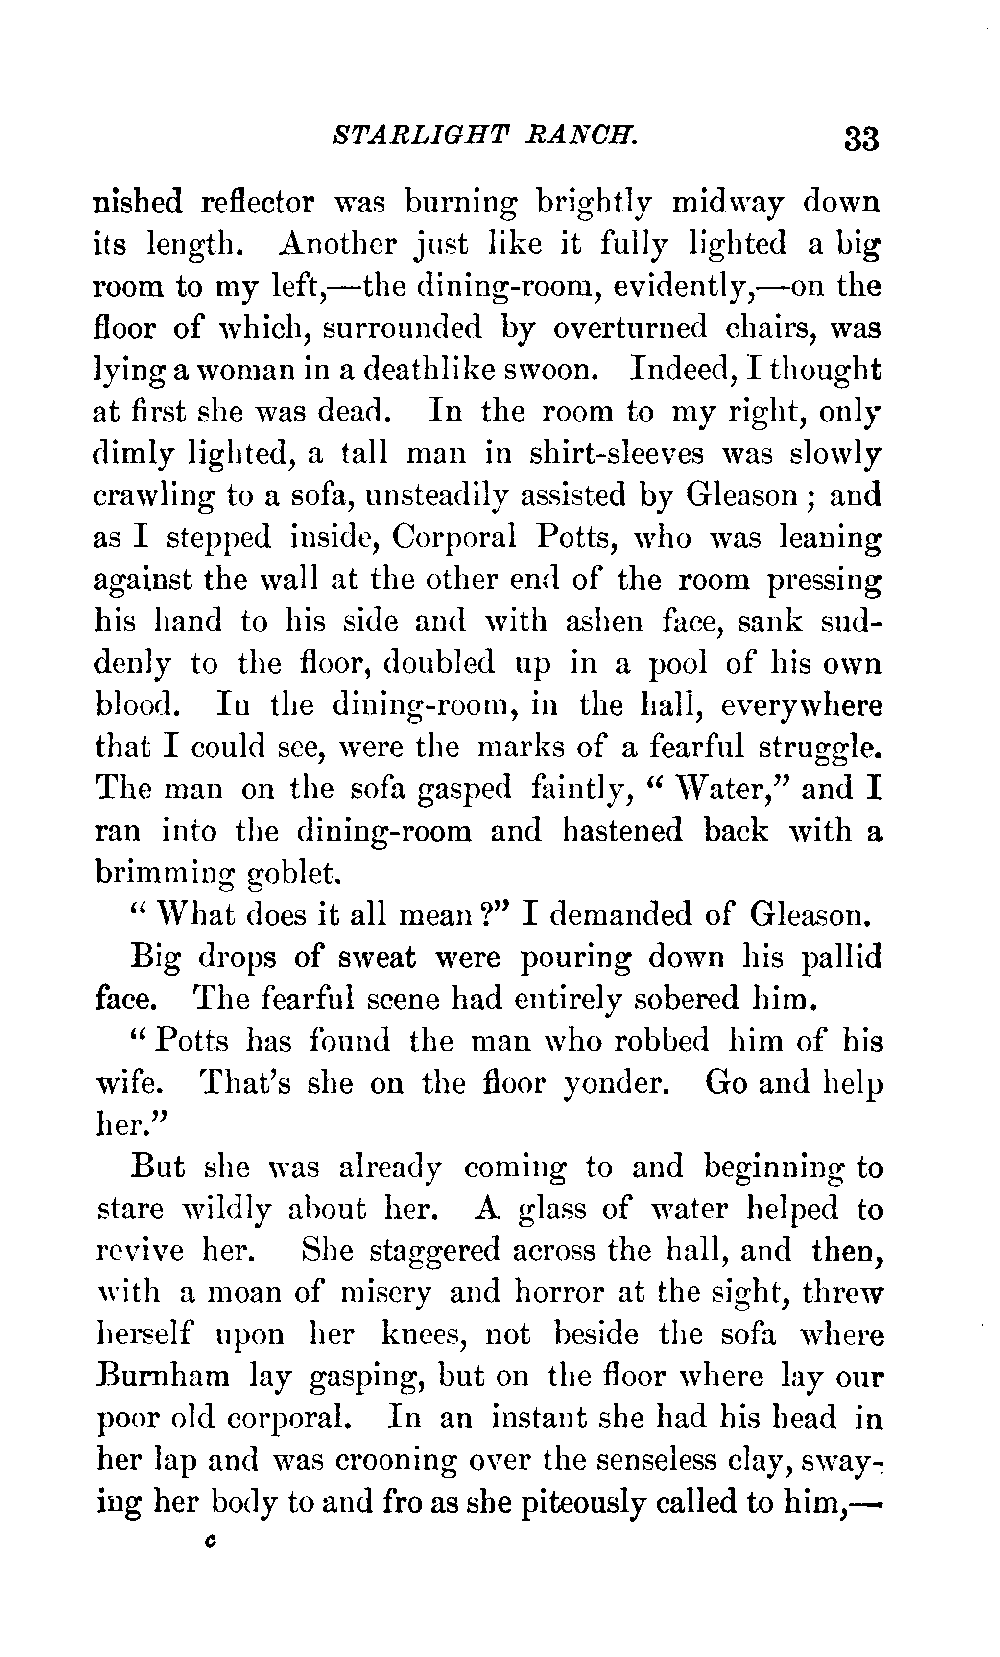 STARLIGHT RANCH. 33
nished reflector was burning brightly midway down
its length. Another just like it fully lighted a big
room to my left,—the dining-room, evidently,—on the
floor of which, surrounded by overturned chairs, was
lying a woman in a deathlike swoon. Indeed, I thought
at first she was dead. In the room to my right, only
dimly lighted, a tall man in shirt-sleeves was slowly
crawling to a sofa, unsteadily assisted by Gleason; and
as I stepped inside, Corporal Potts, who was leaning
against the wall at the other end of the room pressing
his hand to his side and with ashen face, sank sud-
denly to the floor, doubled up in a pool of his own
blood. In the dining-room, in the hall, everywhere
that I could see, were the marks of a fearful struggle.
The man on the sofa gasped faintly, "Water," and I
ran into the dining-room and hastened back with a
brimming goblet.
"What does it all mean?" I demanded of Gleason.
Big drops of sweat were pouring down his pallid
face. The fearful scene had entirely sobered him.
"Potts has found the man who robbed him of his
wife. That's she on the floor yonder. Go and help
her."
But she was already coming to and beginning to
stare wildly about her. A glass of water helped to
revive her. She staggered across the hall, and then,
with a moan of misery and horror at the sight, threw
herself upon her knees, not beside the sofa where
Burnham lay gasping, but on the floor where lay our
poor old corporal. In an instant she had his head in
her lap and was crooning over the senseless clay, sway-
ing her body to and fro as she piteously called to him,—
c